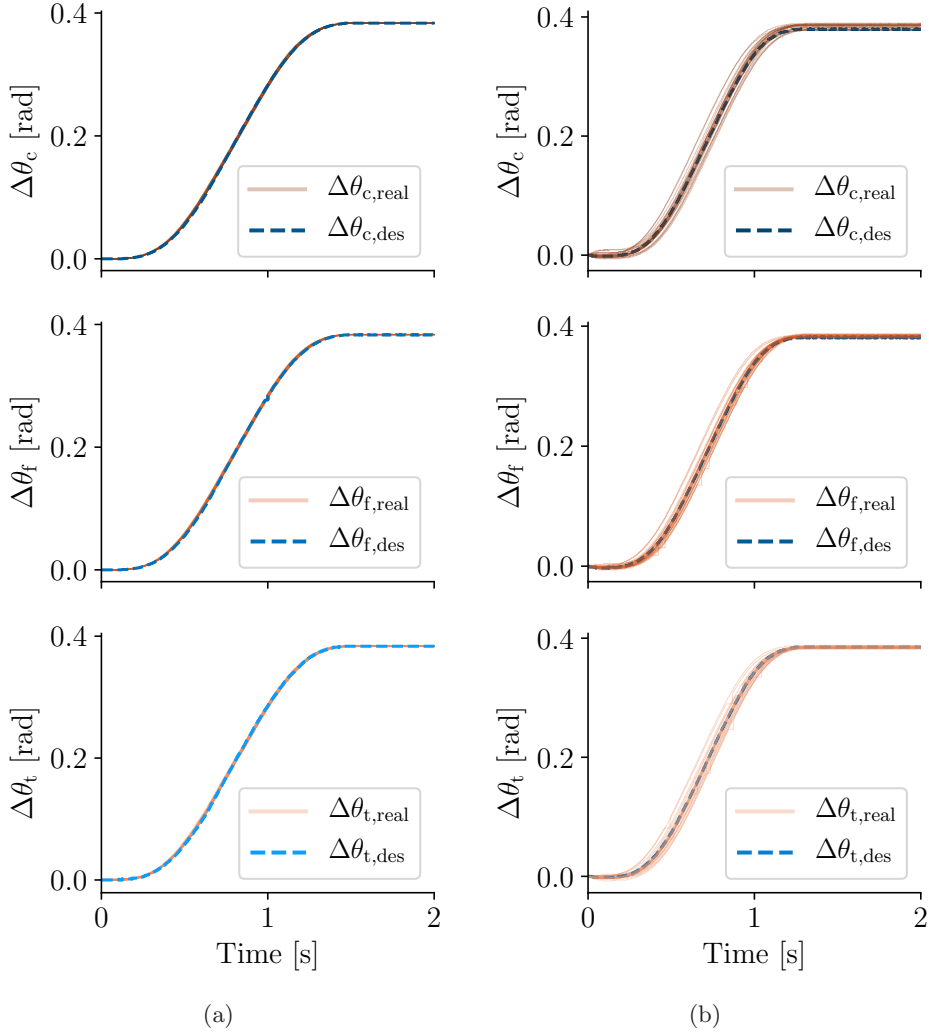 0.4
0.2
0.0
Δθc [rad]
Δθc,real
Δθc,des
0.4
0.2
0.0
Δθc [rad]
Δθc,real
Δθc,des
0.4
0.2
0.0
Δθf [rad]
Δθf,real
Δθf,des
0.4
0.2
0.0
Δθf [rad]
Δθf,real
Δθf,des
0.4
0.2
0.0
Δθt [rad]
Δθt,real
Δθt,des
0 1 2
Time [s]
0.4
0.2
0.0
Δθt [rad]
Δθt,real
Δθt,des
0 1 2
Time [s]
(a)
(b)